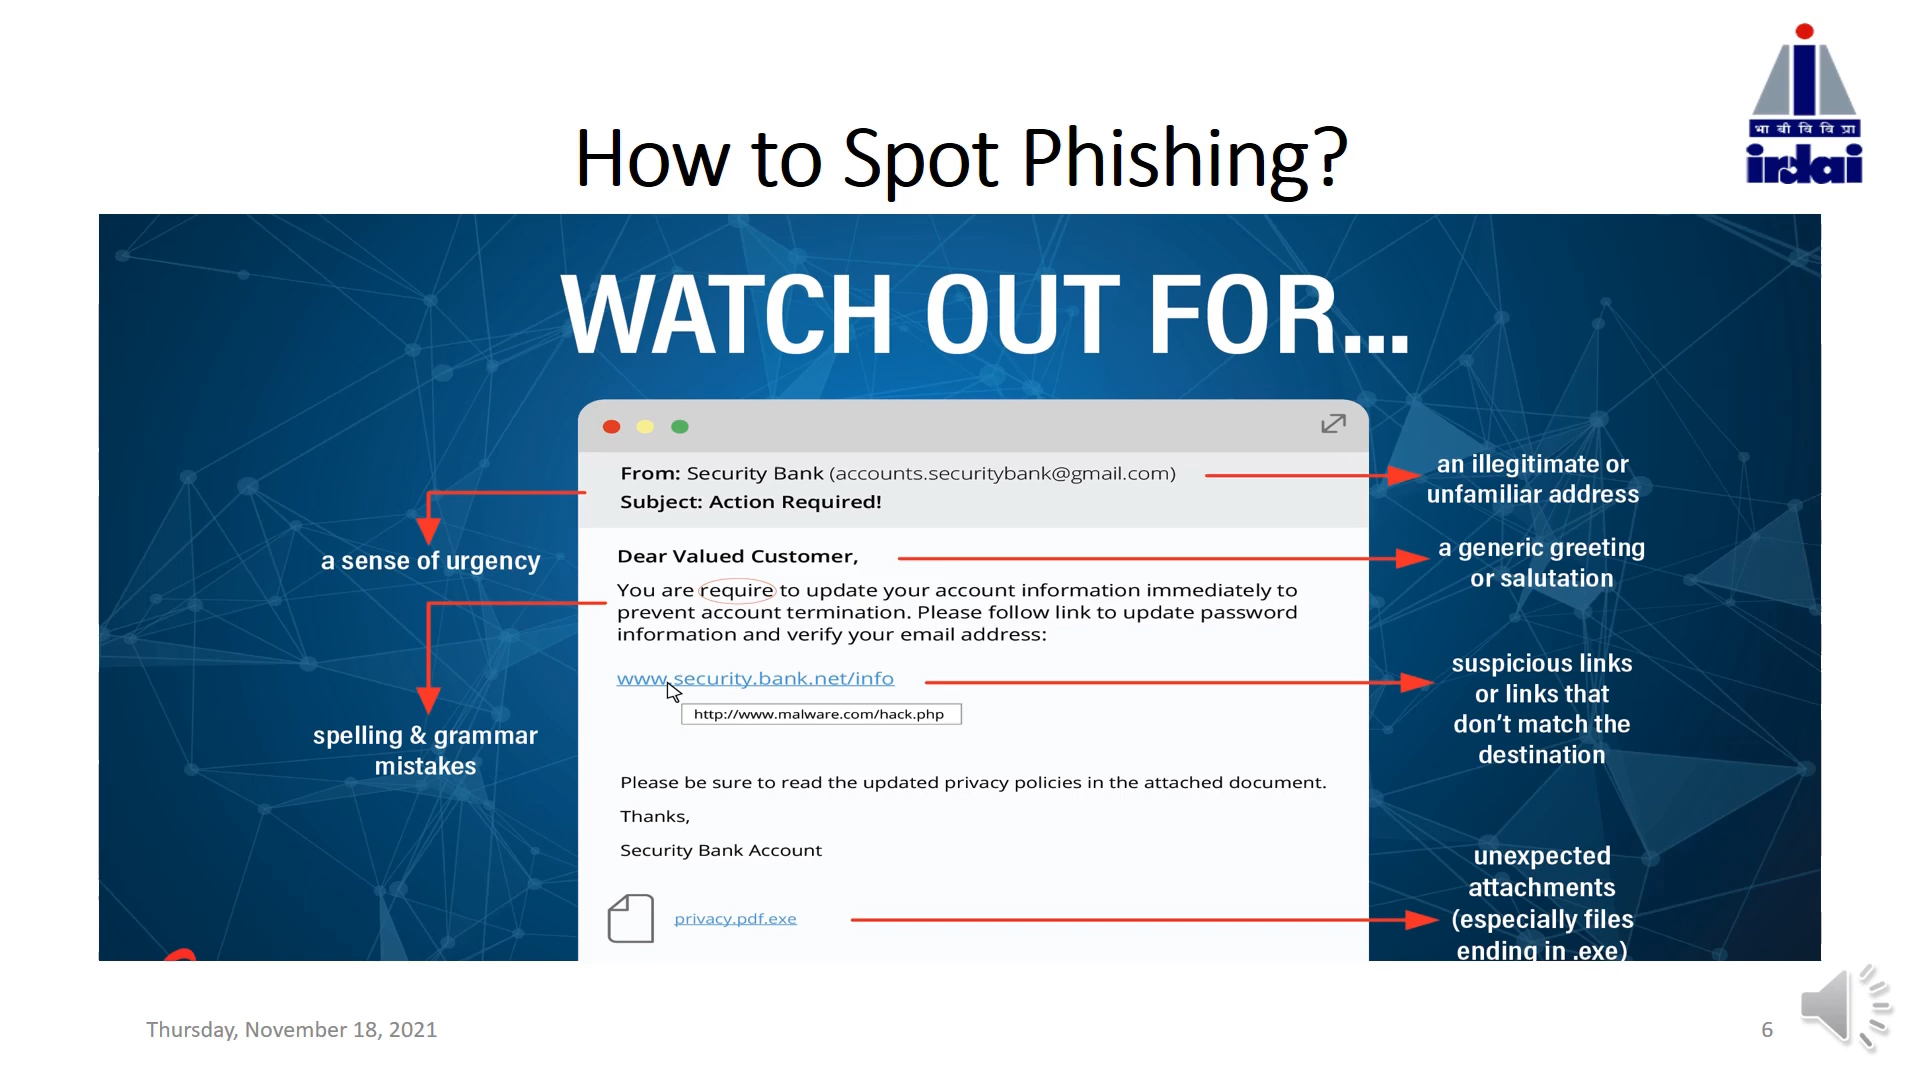 भा बी वि वि प्रा
irdai
How to Spot Phishing?
WATCH OUT FOR...
From: Security Bank (accounts.securitybank@gmail.com)
Subject: Action Required!
an illegitimate or
unfamiliar address
a sense of urgency
Dear Valued Customer,
a generic greeting
or salutation
You are require to update your account information immediately to
prevent account termination. Please follow link to update password
information and verify your email address:
spelling & grammar
mistakes
www.security.bank.net/info
http://www.malware.com/hack.php
suspicious links
or links that
don't match the
destination
Please be sure to read the updated privacy policies in the attached document.
Thanks,
Security Bank Account
privacy.pdf.exe
unexpected
attachments
(especially files
ending in .exe)
Thursday, November 18, 2021
6